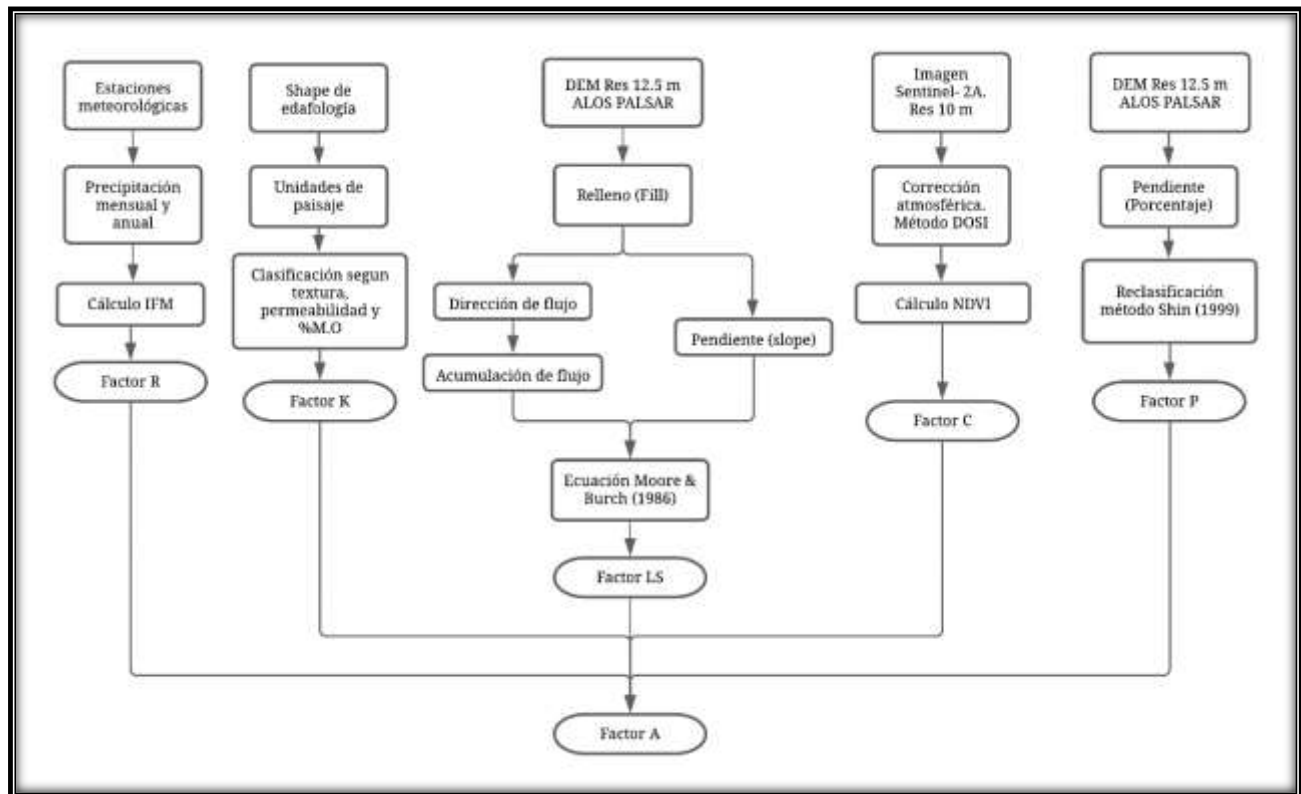 Estaciones
meteorológicas
Precipitación
mensual y
anual
Cálculo IFM
Factor R
Shape de
edafología
Unidades de
paisaje
Clasificación segun
textura,
permeabilidad y
%M.O
Factor K
DEM Res 12.5 m
ALOS PALSAR
Relleno (Fill)
Dirección de flujo
Acumulación de flujo
Pendiente (slope)
Ecuación Moore &
Burch (1986)
Factor LS
Imagen
Sentinel- 2A.
Res 10 m
Corrección
atmosférica.
Método DOSI
Cálculo NDVI
Factor C
DEM Res 12.5 m
ALOS PALSAR
Pendiente
(Porcentaje)
Reclasificación
método Shin (1999)
Factor P
Factor A